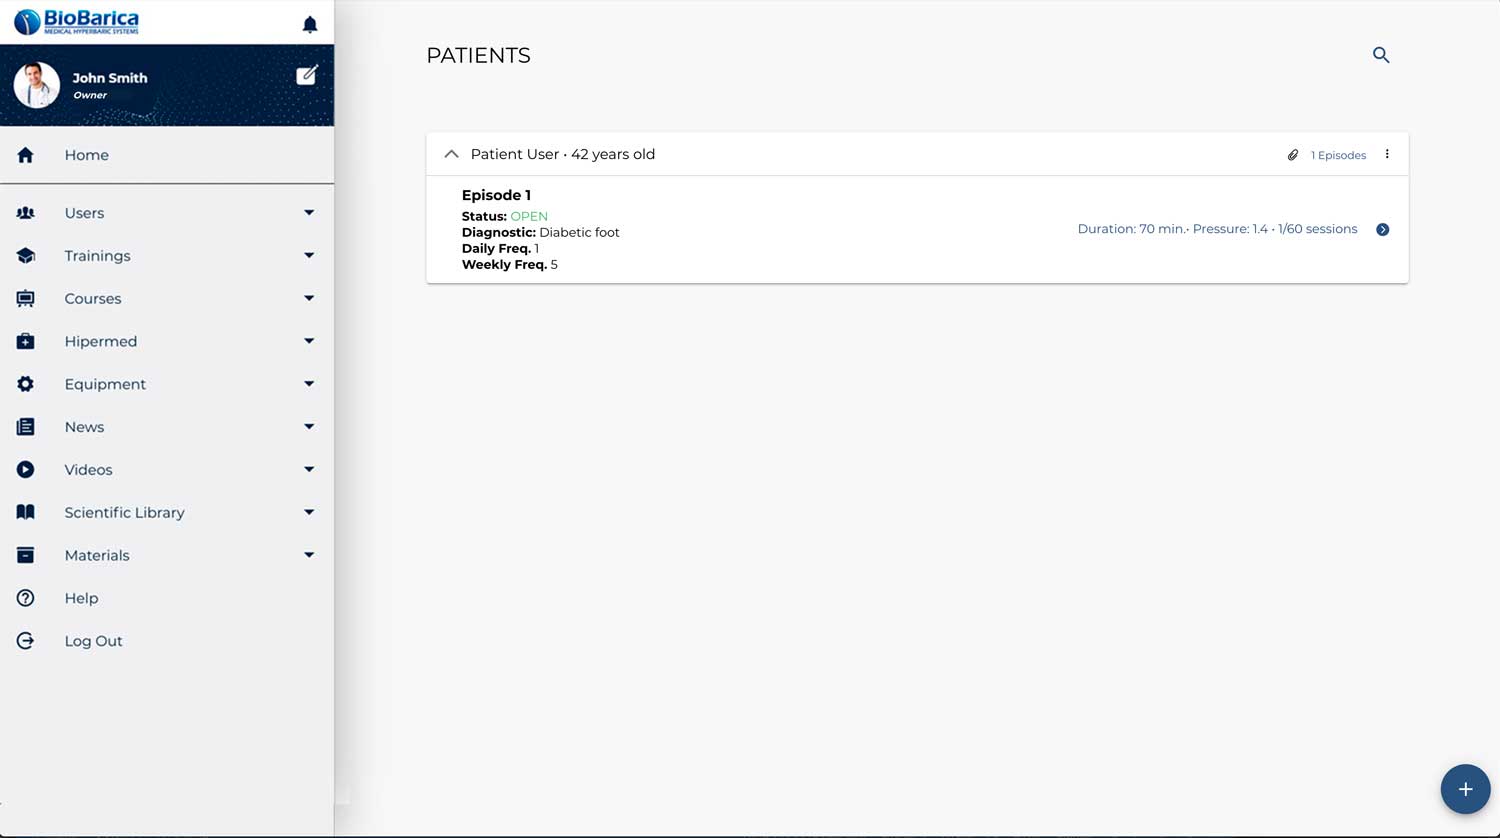 BioBarica
MEDICAL HYPERBARIC SYSTEMS
John Smith
Owner
Home
Users
Trainings
Courses
Hipermed
Equipment
News
Videos
Scientific Library
Materials
Help
Log Out
PATIENTS
Patient User • 42 years old
1 Episodes
Episode 1
Status: OPEN
Diagnostic: Diabetic foot
Daily Freq. 1
Weekly Freq. 5
Duration: 70 min.• Pressure: 1.4 • 1/60 sessions